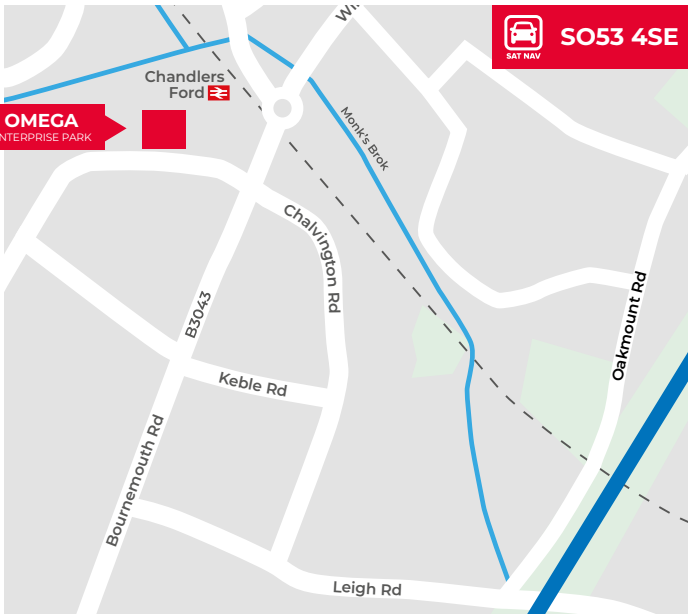 Wi
SO53 4SE
SAT NAV
Chandlers
Ford
OMEGA
NTERPRISE PARK
Monk's Brok
Chalvington Rd
B3043
Oakmount Rd
Keble Rd
Bournemouth Rd
Leigh Rd